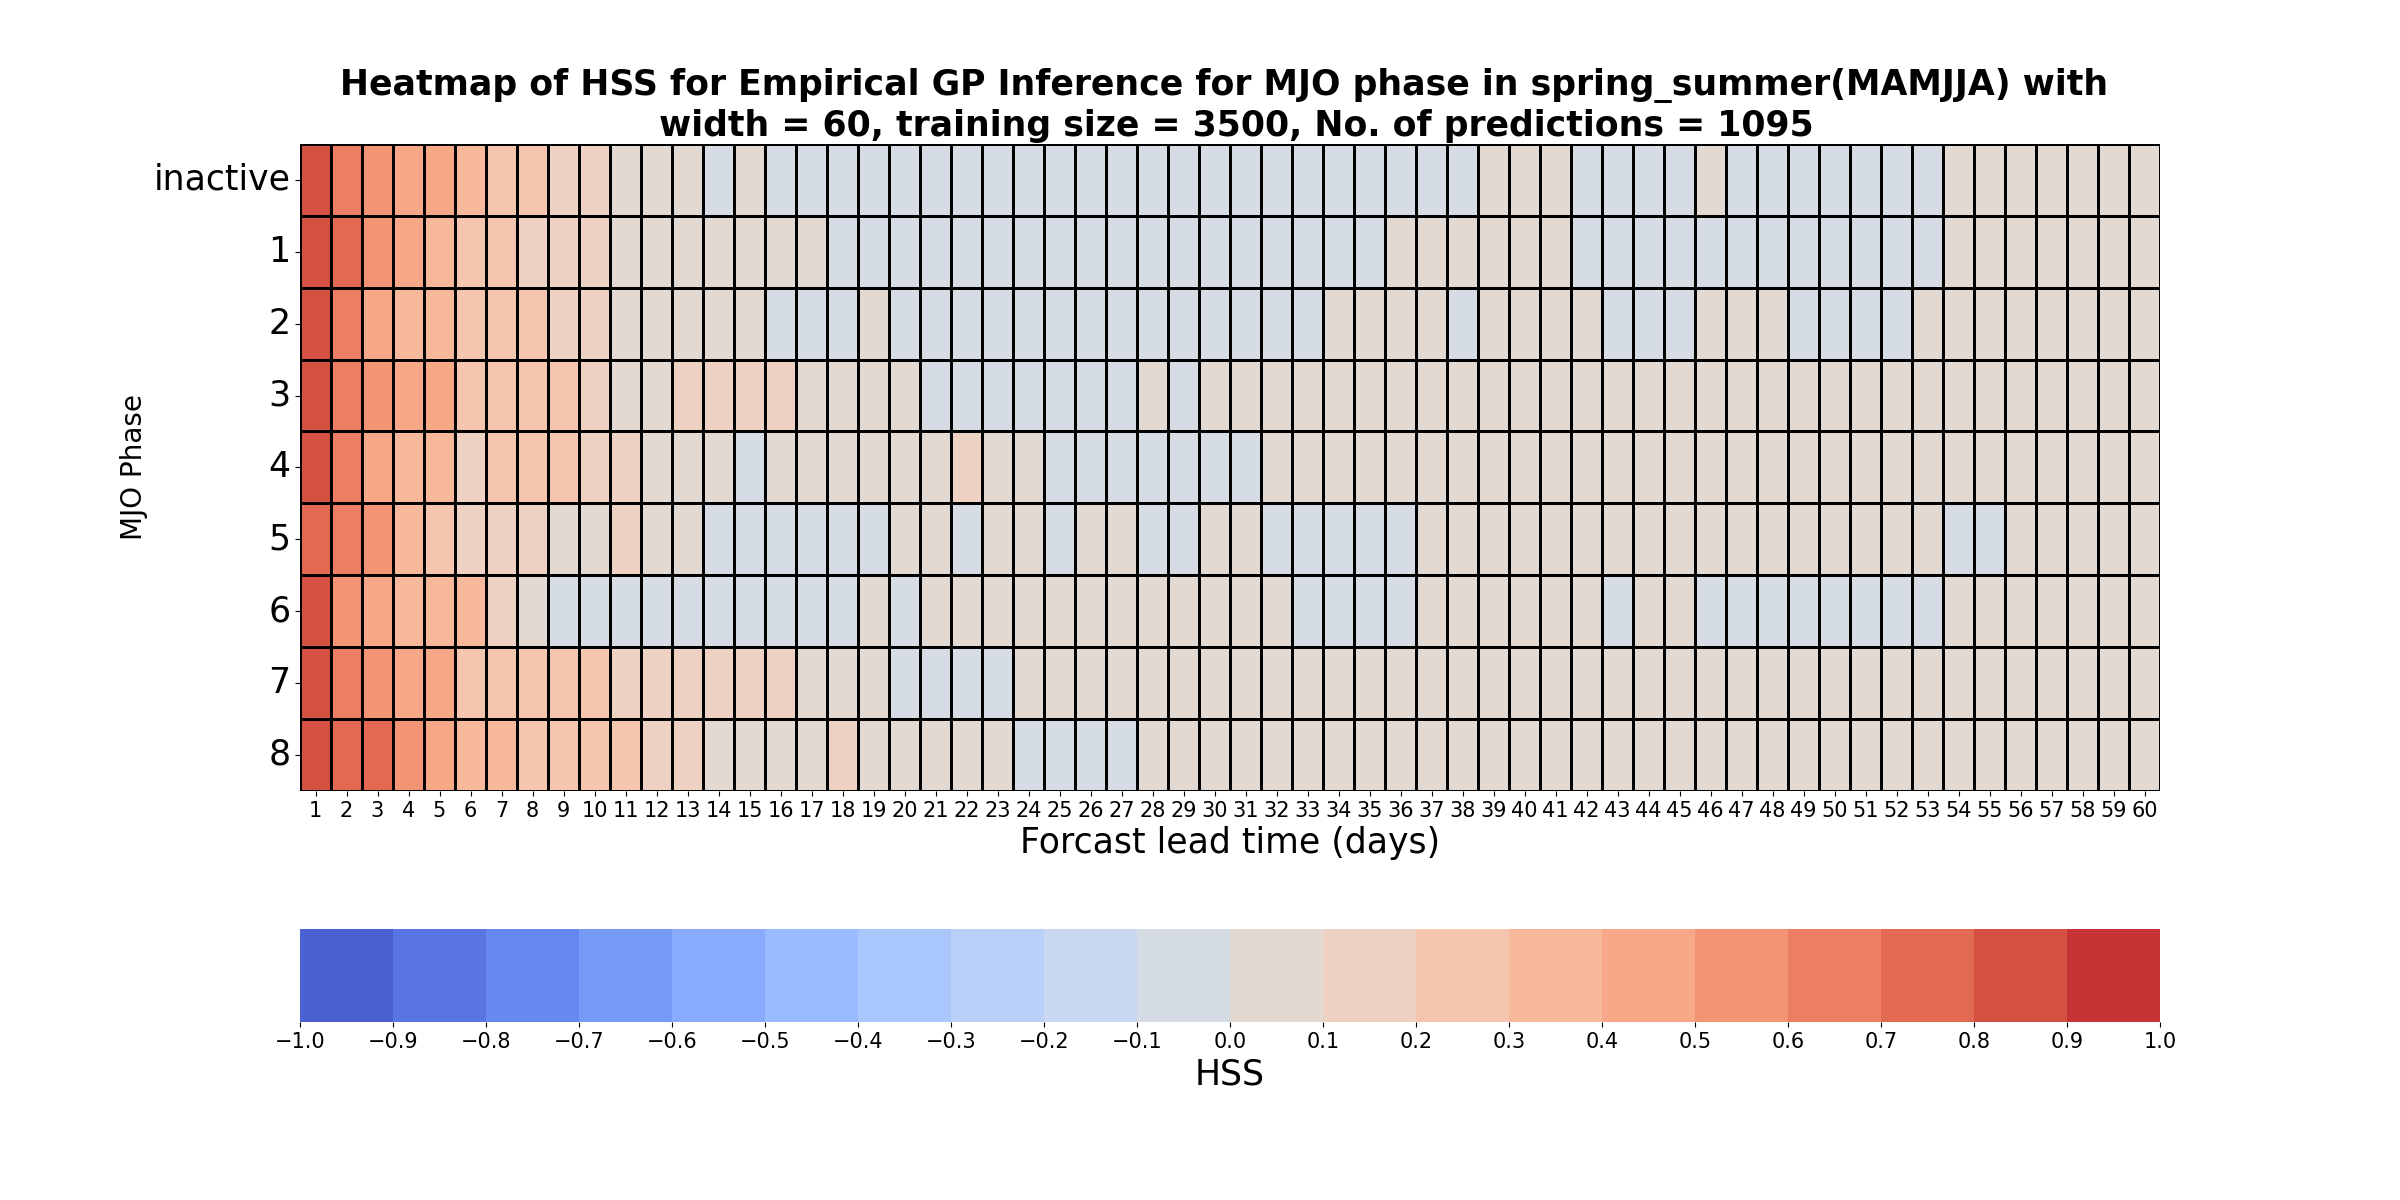 Heatmap of HSS for Empirical GP Inference for MJO phase in spring_summer(MAMJJA) with
width = 60, training size = 3500, No. of predictions = 1095
MJO Phase
inactive
1
2
3
4
5
6
7
8
1 2 3 4 5 6 7 8 9 10 11 12 13 14 15 16 17 18 19 20 21 22 23 24 25 26 27 28 29 30 31 32 33 34 35 36 37 38 39 40 41 42 43 44 45 46 47 48 49 50 51 52 53 54 55 56 57 58 59 60
Forcast lead time (days)
−1.0 −0.9 −0.8 −0.7 −0.6 −0.5 −0.4 −0.3 −0.2 −0.1 0.0 0.1 0.2 0.3 0.4 0.5 0.6 0.7 0.8 0.9 1.0
HSS